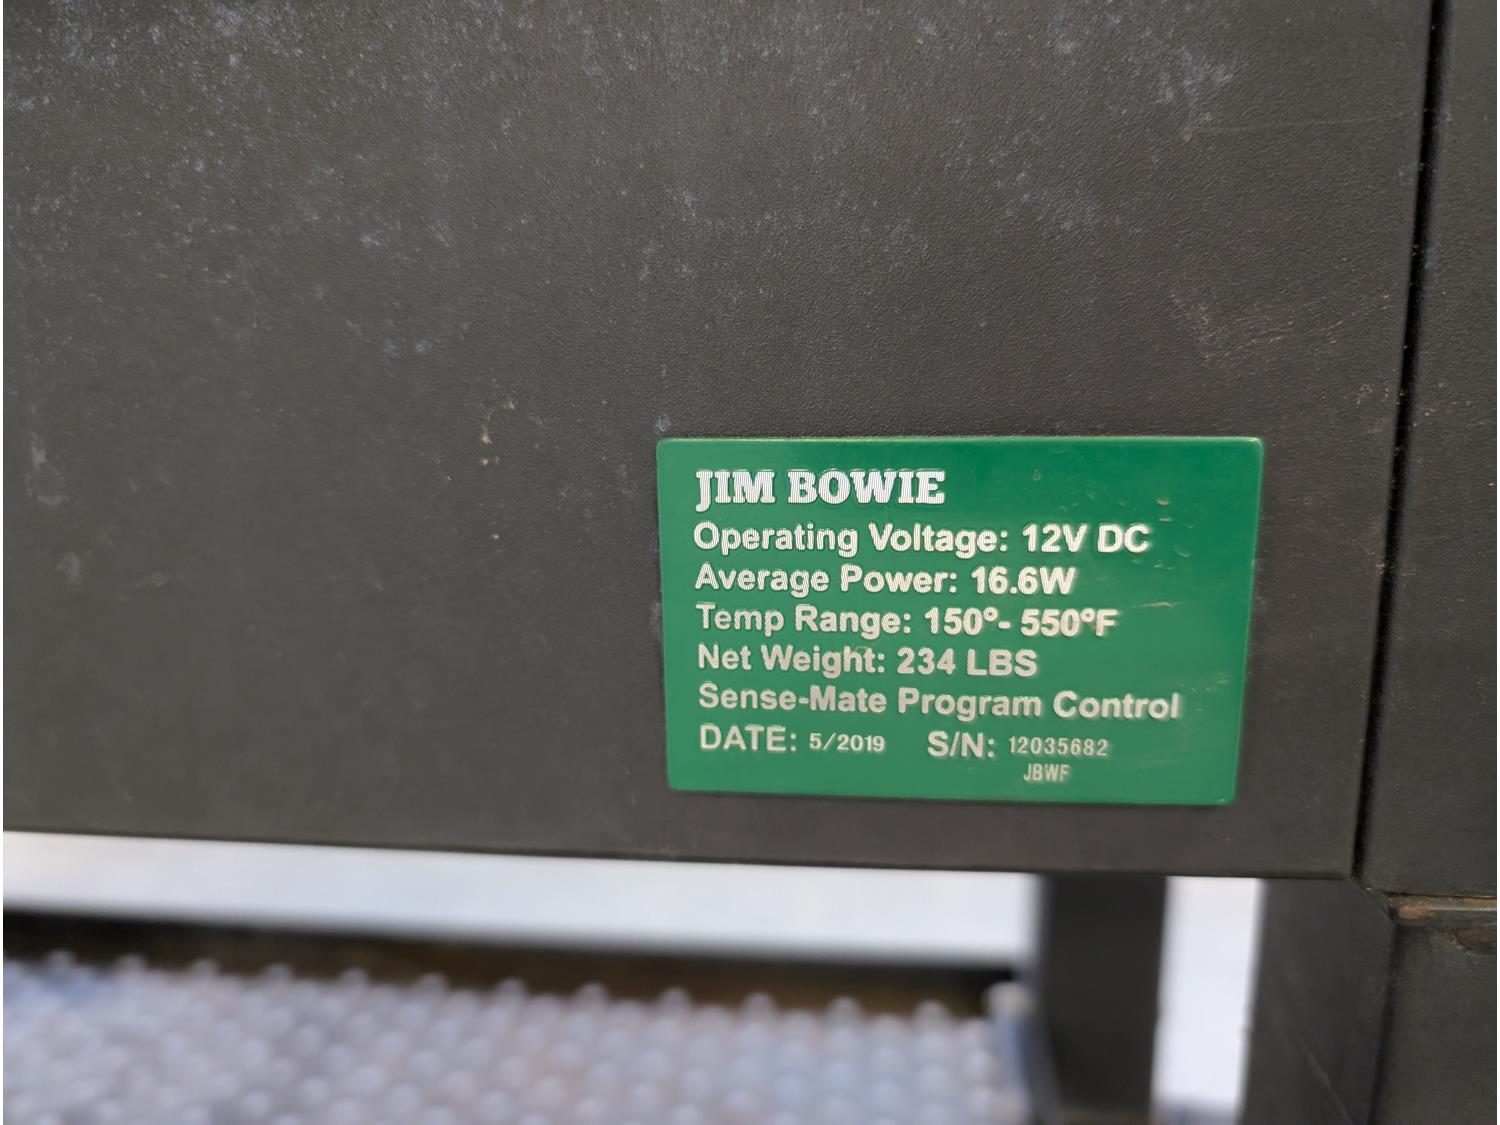 JIM BOWIE
Operating Voltage: 12V DC
Average Power: 16.6W
Temp Range: 150°- 550°F
Net Weight: 234 LBS
Sense-Mate Program Control
DATE: 5/2019 S/N: 12035682
JBWF